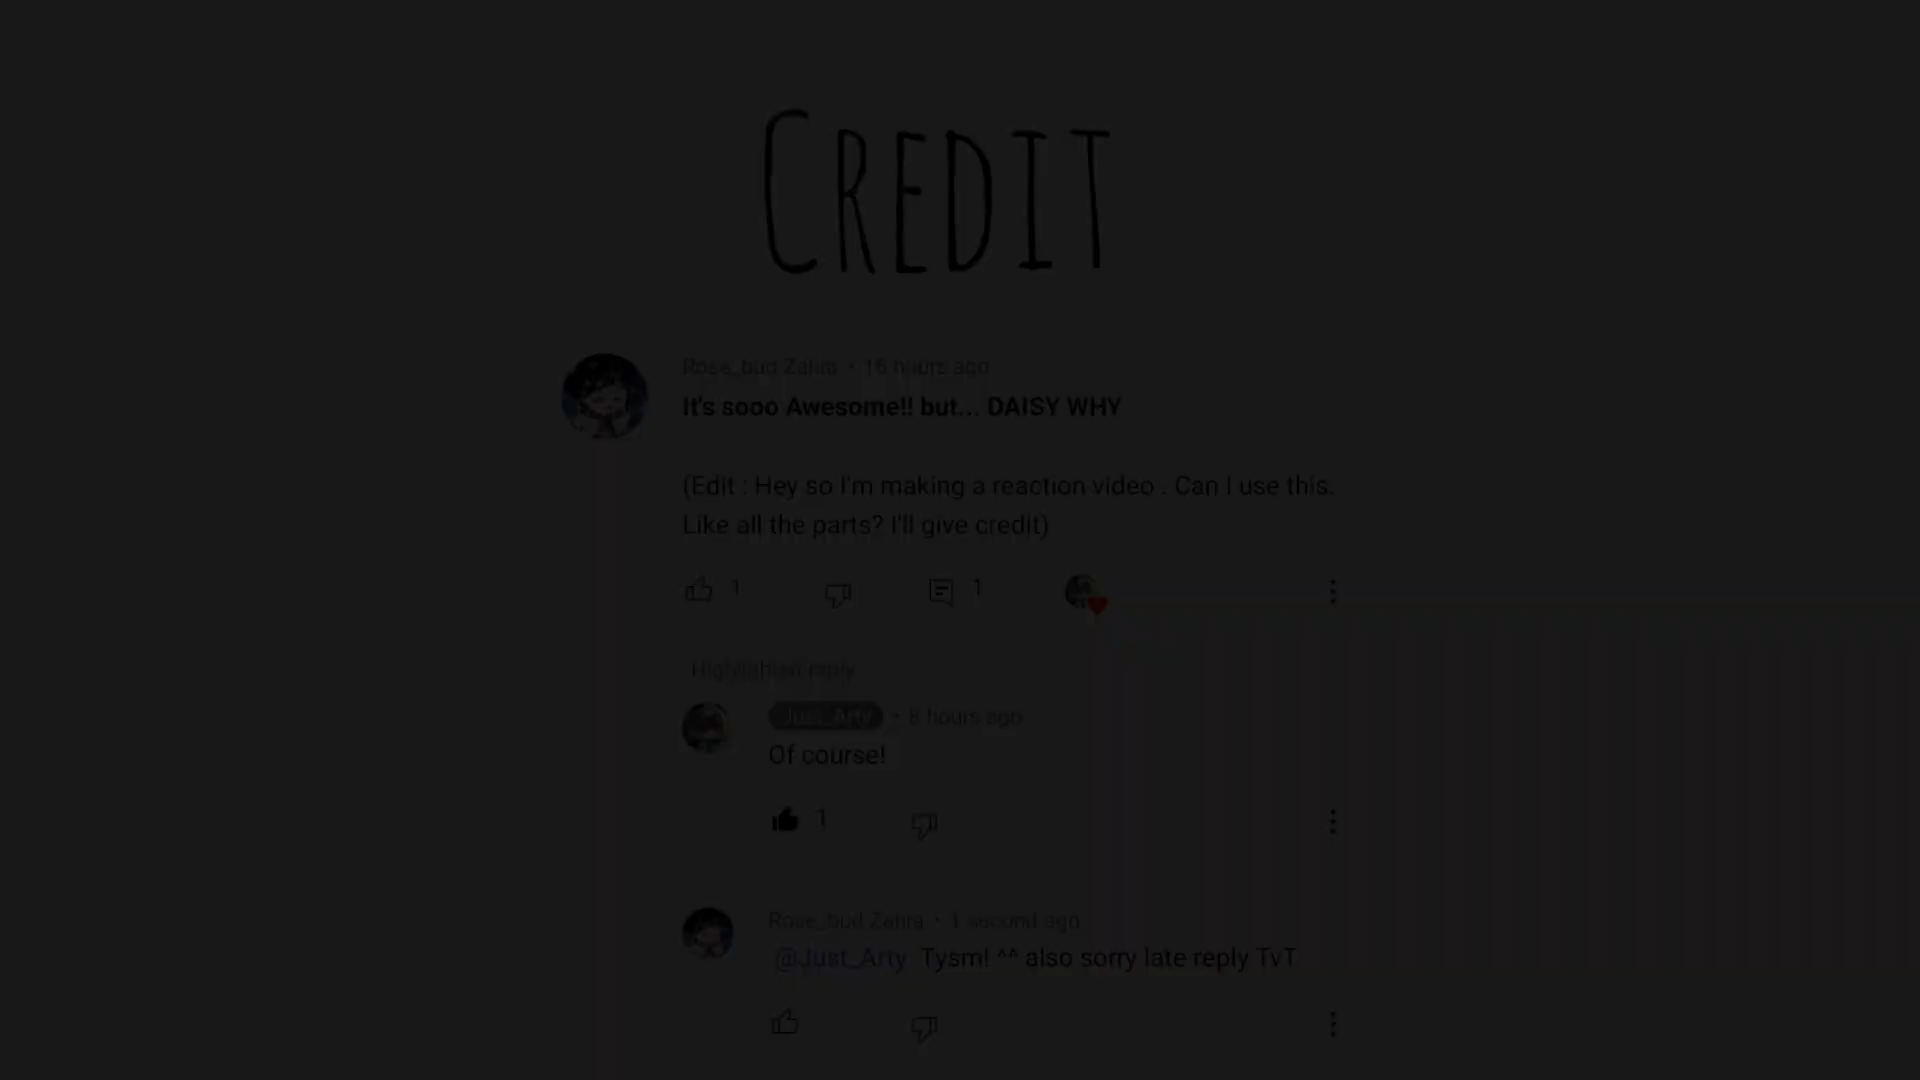 CREDIT
Rose_bud Zahra • 16 hours ago
It's sooo Awesome!! but... DAISY WHY
(Edit : Hey so I'm making a reaction video . Can I use this.
Like all the parts? I'll give credit)
1
1
Highlighted reply
Just_Arty • 8 hours ago
Of course!
1
Rose_bud Zahra • 1 second ago
@Just_Arty Tysm! ^^ also sorry late reply TvT